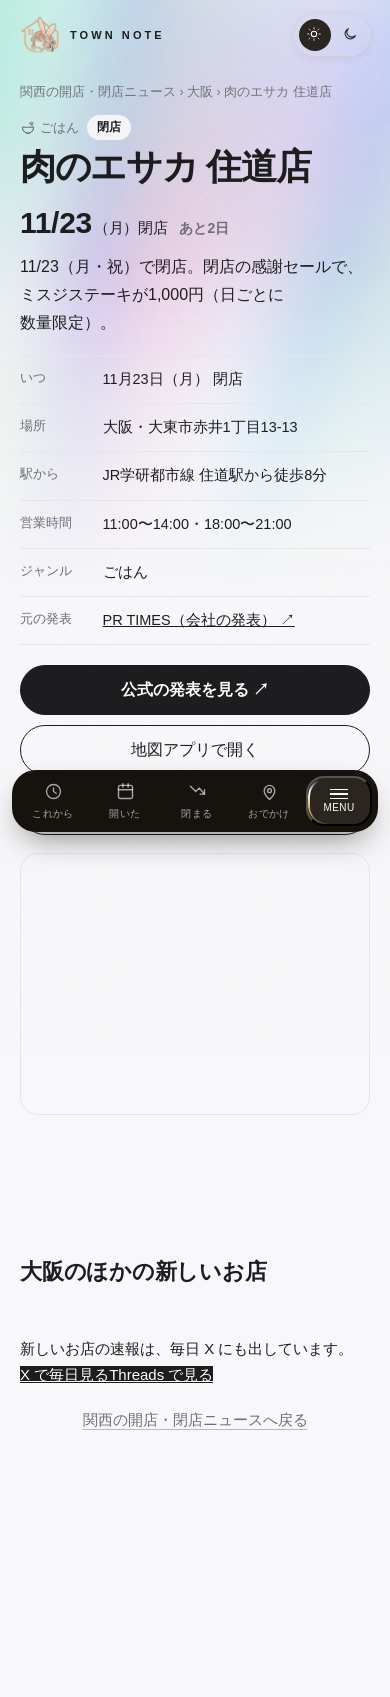 TOWN NOTE
関西の開店・閉店ニュース › 大阪 › 肉のエサカ 住道店
ごはん 閉店
肉のエサカ 住道店
11/23（月）閉店 あと2日
11/23（月・祝）で閉店。閉店の感謝セールで、
ミスジステーキが1,000円（日ごとに
数量限定）。
いつ 11月23日（月） 閉店
場所 大阪・大東市赤井1丁目13-13
駅から JR学研都市線 住道駅から徒歩8分
営業時間 11:00〜14:00・18:00〜21:00
ジャンル ごはん
元の発表 PR TIMES（会社の発表） ↗
公式の発表を見る ↗
地図アプリで開く
これから 開いた 閉まる おでかけ MENU
大阪のほかの新しいお店
新しいお店の速報は、毎日 X にも出しています。
X で毎日見るThreads で見る
関西の開店・閉店ニュースへ戻る